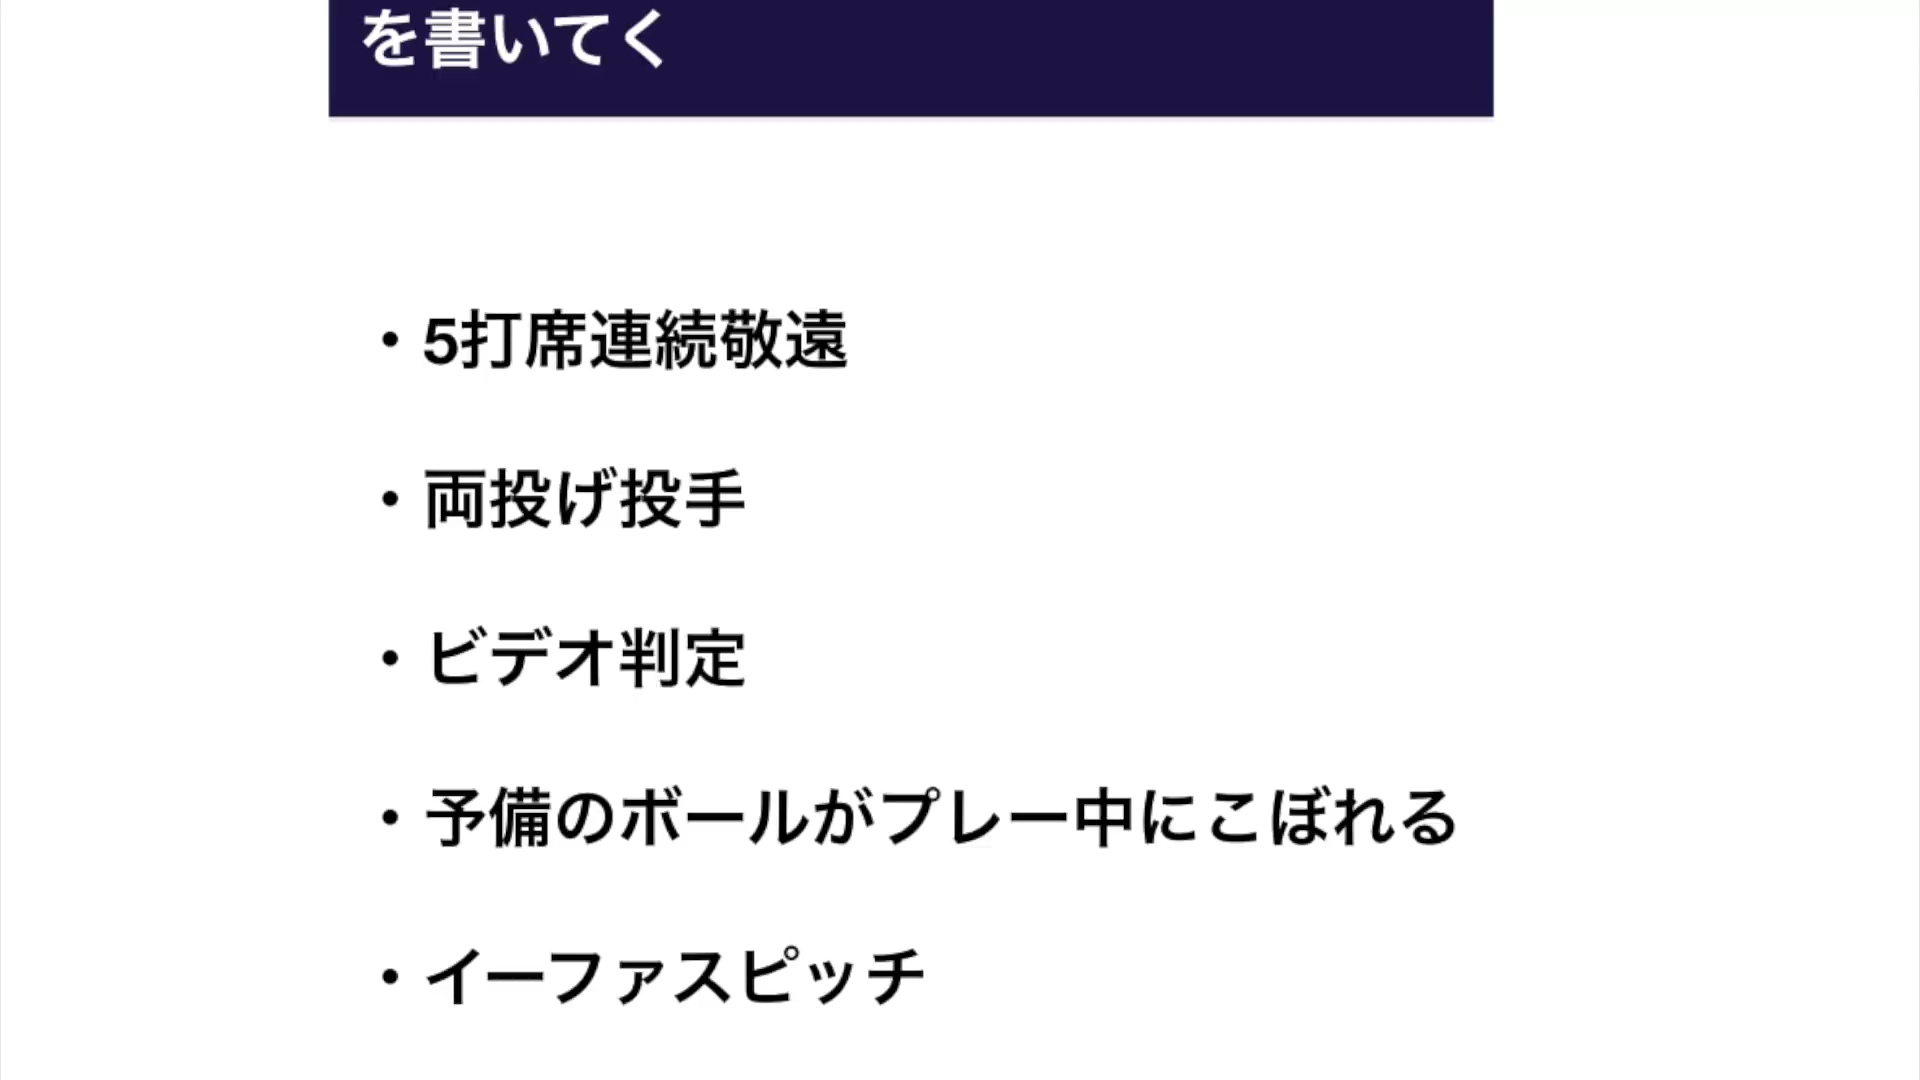 を書いてく
・5打席連続敬遠
・両投げ投手
・ビデオ判定
・予備のボールがプレー中にこぼれる
・イーファスピッチ